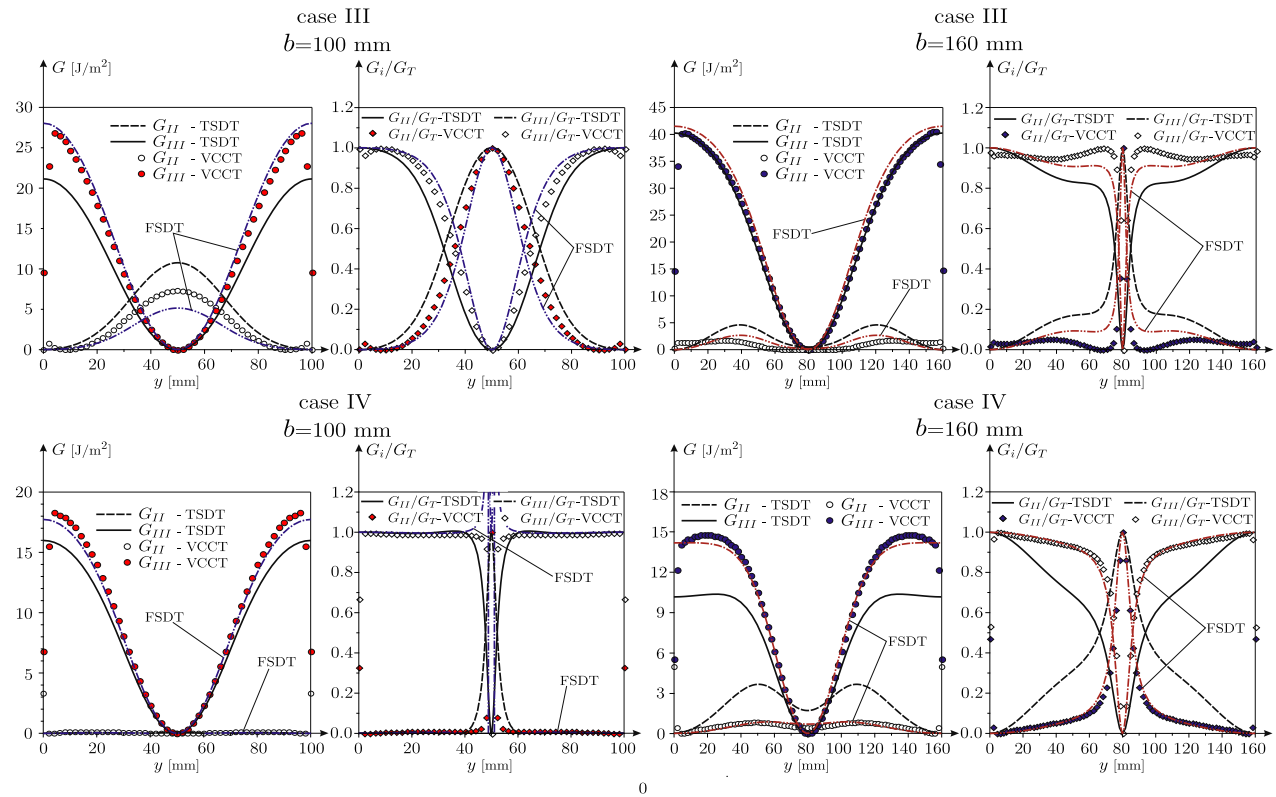 case III
b=100 mm
case III
b=160 mm
G [J/m²]
30
25
20
15
10
5
0
0 20 40 60 80 100
y [mm]
G_II - TSDT
G_III - TSDT
G_II - VCCT
G_III - VCCT
FSDT
G_i/G_T
1.2
1.0
0.8
0.6
0.4
0.2
0.0
0 20 40 60 80 100
y [mm]
G_II/G_T-TSDT G_III/G_T-TSDT
G_II/G_T-VCCT G_III/G_T-VCCT
FSDT
G [J/m²]
45
40
35
30
25
20
15
10
5
0
0 20 40 60 80 100 120 140 160
y [mm]
G_II - TSDT
G_III - TSDT
G_II - VCCT
G_III - VCCT
FSDT
FSDT
G_i/G_T
1.2
1.0
0.8
0.6
0.4
0.2
0.0
0 20 40 60 80 100 120 140 160
y [mm]
G_II/G_T-TSDT G_III/G_T-TSDT
G_II/G_T-VCCT G_III/G_T-VCCT
FSDT
case IV
b=100 mm
case IV
b=160 mm
G [J/m²]
20
15
10
5
0
0 20 40 60 80 100
y [mm]
G_II - TSDT
G_III - TSDT
G_II - VCCT
G_III - VCCT
FSDT
FSDT
G_i/G_T
1.2
1.0
0.8
0.6
0.4
0.2
0.0
0 20 40 60 80 100
y [mm]
G_II/G_T-TSDT G_III/G_T-TSDT
G_II/G_T-VCCT G_III/G_T-VCCT
FSDT
FSDT
G [J/m²]
18
15
12
9
6
3
0
0 20 40 60 80 100 120 140 160
y [mm]
G_II - TSDT G_II - VCCT
G_III - TSDT G_III - VCCT
FSDT
G_i/G_T
1.2
1.0
0.8
0.6
0.4
0.2
0.0
0 20 40 60 80 100 120 140 160
y [mm]
G_II/G_T-TSDT G_III/G_T-TSDT
G_II/G_T-VCCT G_III/G_T-VCCT
FSDT
0